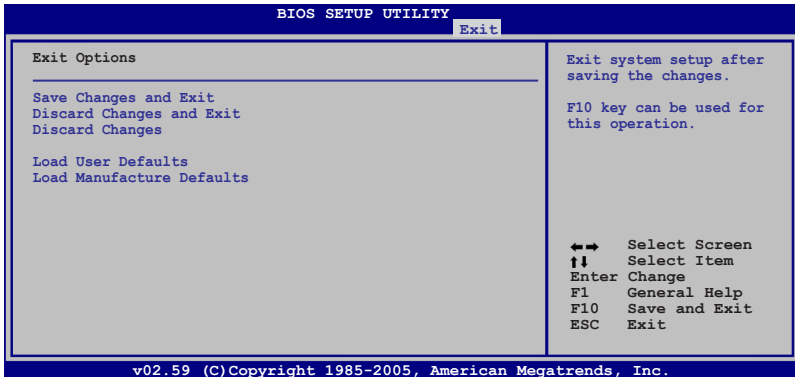 BIOS SETUP UTILITY
Exit
Exit Options
Save Changes and Exit
Discard Changes and Exit
Discard Changes
Load User Defaults
Load Manufacture Defaults
Exit system setup after
saving the changes.
F10 key can be used for
this operation.
←→ Select Screen
↑↓ Select Item
Enter Change
F1 General Help
F10 Save and Exit
ESC Exit
v02.59 (C)Copyright 1985-2005, American Megatrends, Inc.